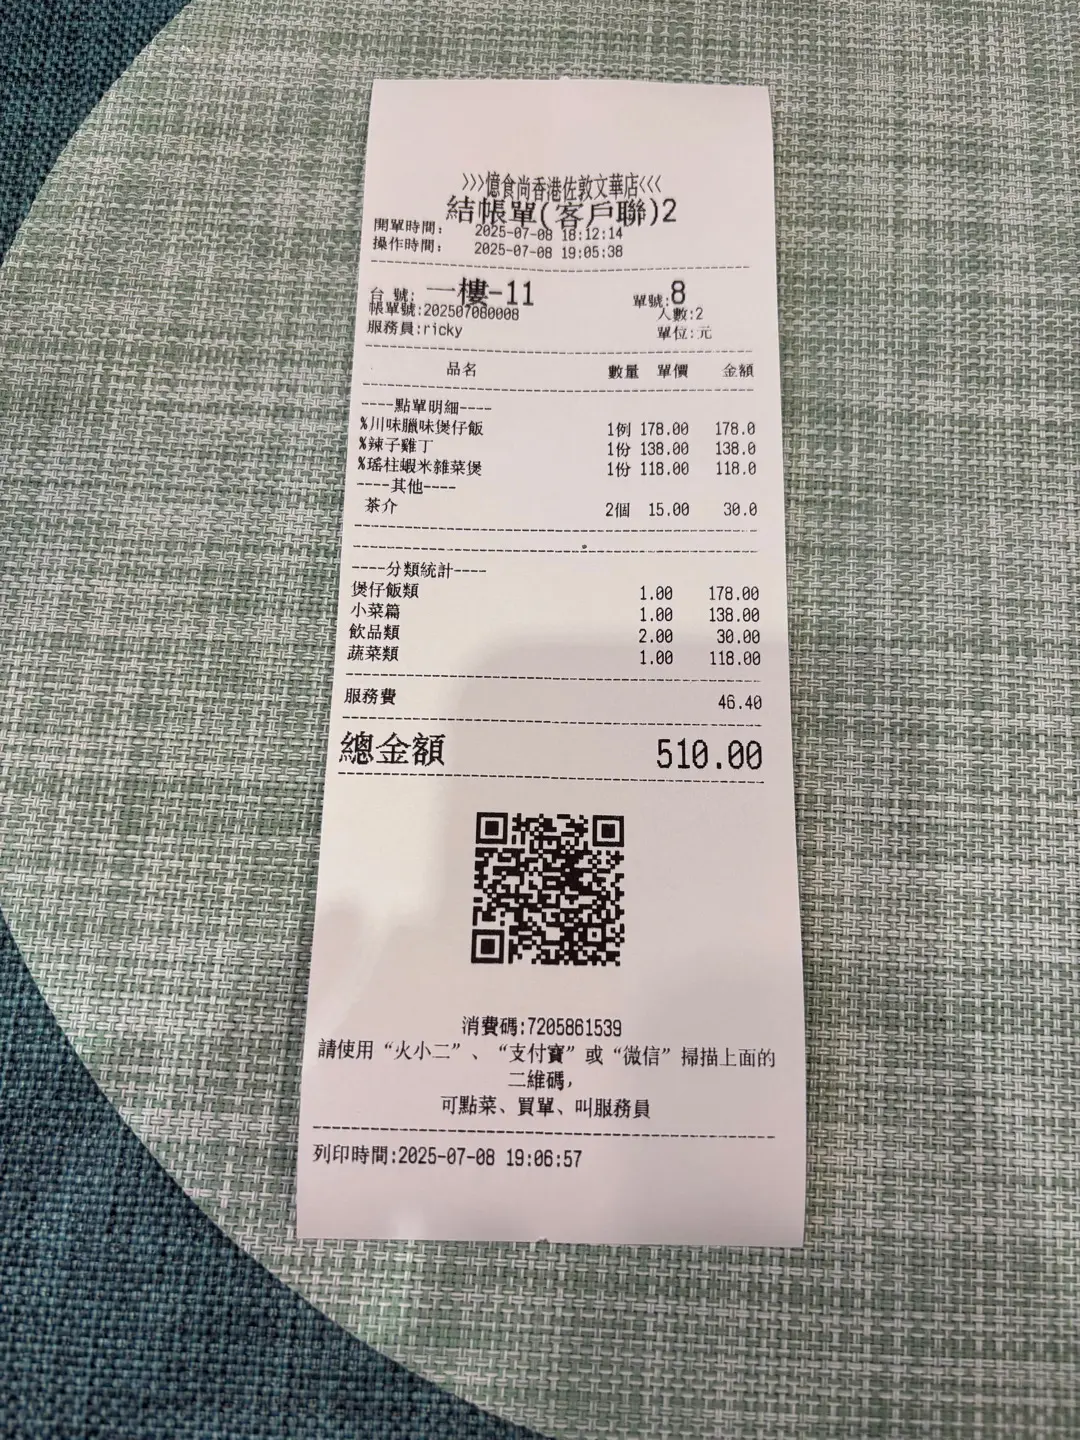 >>>億食尚香港佐敦文華店<<<
結帳單(客戶聯)2
開單時間: 2025-07-08 18:12:14
操作時間: 2025-07-08 19:05:38
台 號: 一樓-11 單號:8
帳單號:202507080008 人數:2
服務員:ricky 單位:元
品名 數量 單價 金額
----點單明細----
%川味臘味煲仔飯 1例 178.00 178.0
%辣子雞丁 1份 138.00 138.0
%瑤柱蝦米雜菜煲 1份 118.00 118.0
----其他----
茶介 2個 15.00 30.0
----分類統計----
煲仔飯類 1.00 178.00
小菜篇 1.00 138.00
飲品類 2.00 30.00
蔬菜類 1.00 118.00
服務費 46.40
總金額 510.00
消費碼:7205861539
請使用“火小二”、“支付寶”或“微信”掃描上面的
二維碼,
可點菜、買單、叫服務員
列印時間:2025-07-08 19:06:57